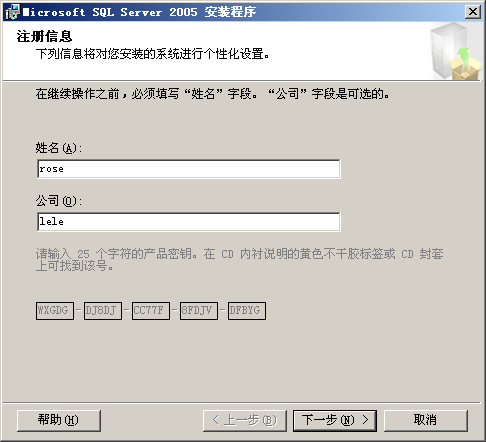 Microsoft SQL Server 2005 安装程序
注册信息
下列信息将对您安装的系统进行个性化设置。
在继续操作之前，必须填写“姓名”字段。“公司”字段是可选的。
姓名(A):
rose
公司(O):
lele
请输入 25 个字符的产品密钥。在 CD 内衬说明的黄色不干胶标签或 CD 封套
上可找到该号。
WXGDG-DJ8DJ-CC77F-8FDJV-DFBYG
帮助(H) < 上一步(B) 下一步(N) > 取消